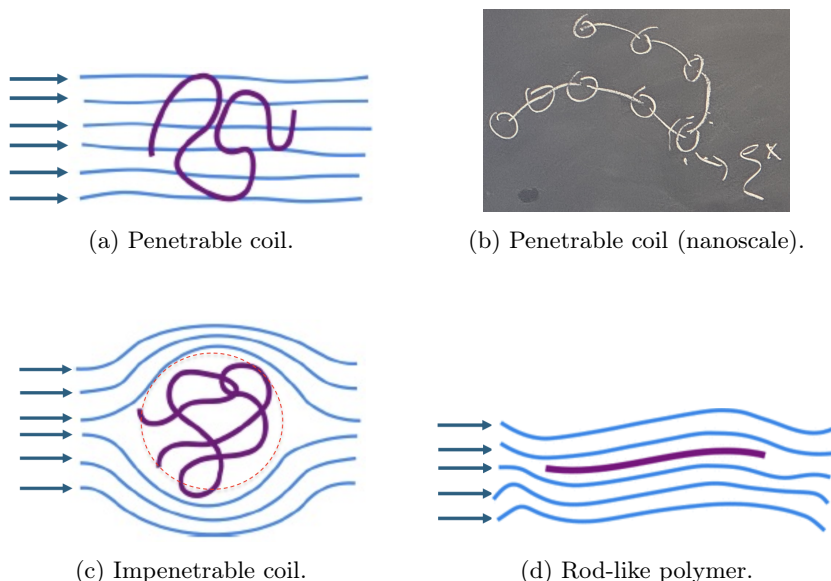 (a) Penetrable coil.
(b) Penetrable coil (nanoscale).
(c) Impenetrable coil.
(d) Rod-like polymer.